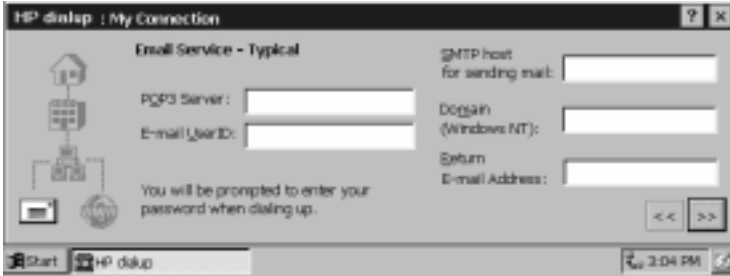 HP dialup : My Connection
? ×
Email Service - Typical
POP3 Server:
E-mail UserID:
You will be prompted to enter your
password when dialing up.
SMTP host
for sending mail:
Domain
(Windows NT):
Return
E-mail Address:
<< >>
Start HP dialup 3:04 PM